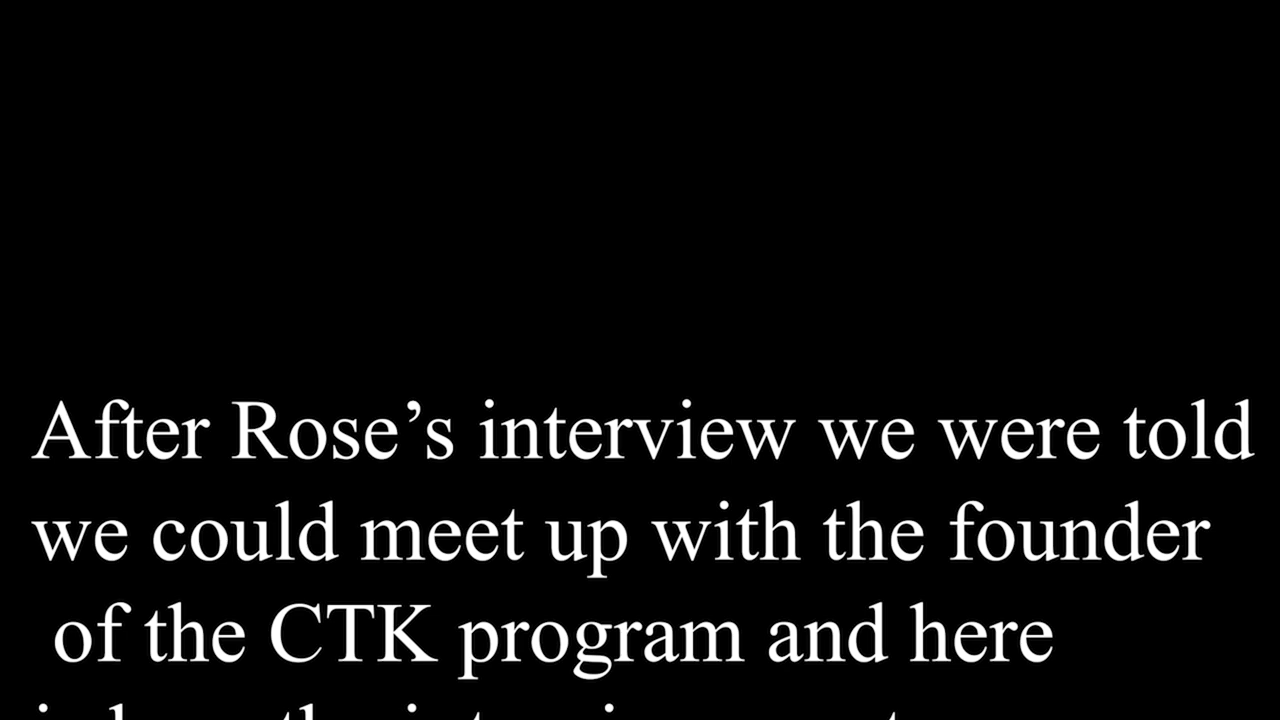 After Rose’s interview we were told
we could meet up with the founder
of the CTK program and here